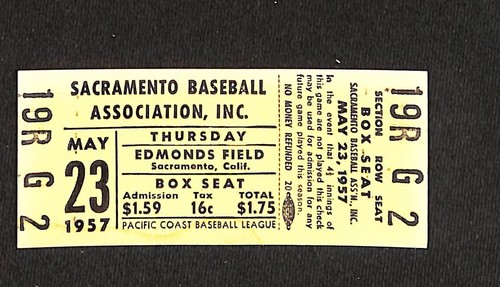 19R G 2
SACRAMENTO BASEBALL
ASSOCIATION, INC.
MAY
23
1957
THURSDAY
EDMONDS FIELD
Sacramento, Calif.
BOX SEAT
Admission Tax TOTAL
$1.59 16c $1.75
PACIFIC COAST BASEBALL LEAGUE
NO MONEY REFUNDED 20
In the event that 4½ innings of
this game are not played this check
may be used for admission for any
future game played this season.
MAY 23, 1957
BOX SEAT
SACRAMENTO BASEBALL ASS'N., INC.
SECTION ROW SEAT
19R G 2